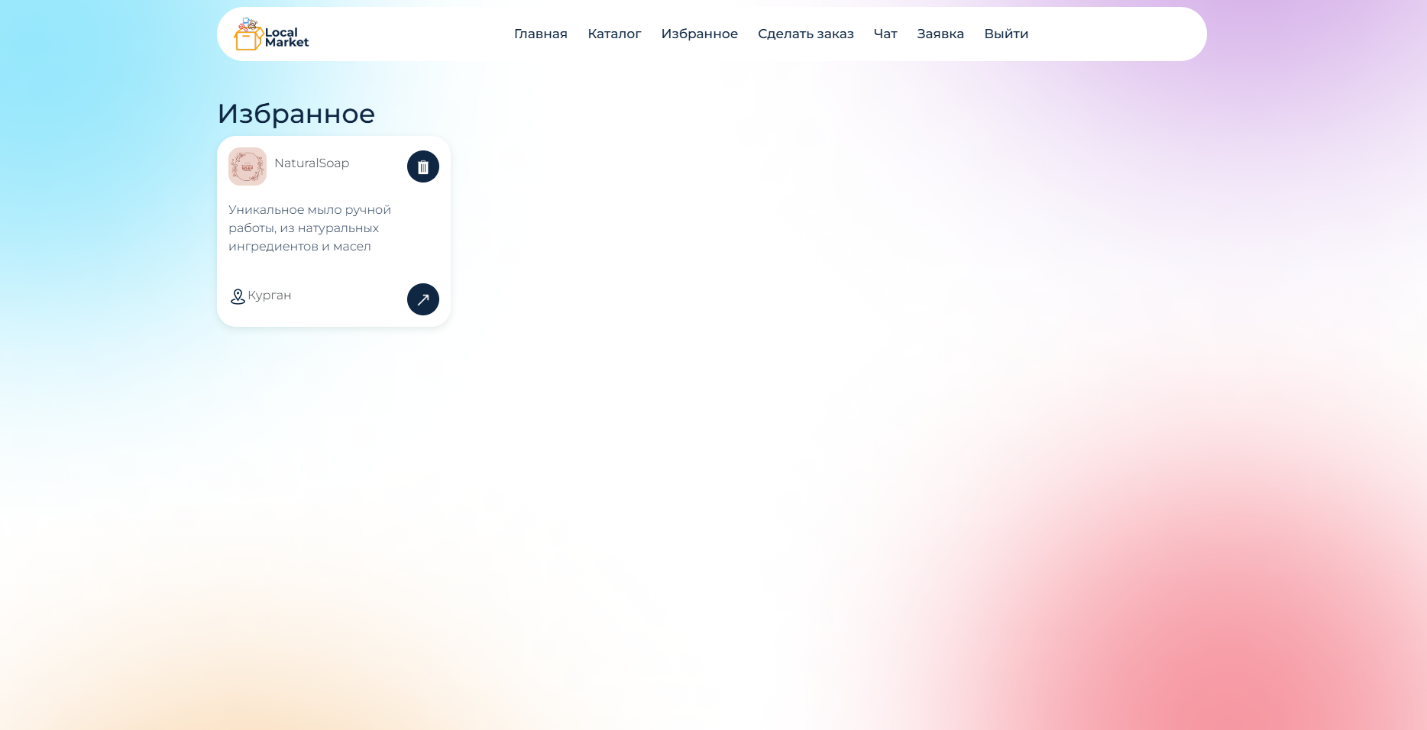 Local
Market
Главная Каталог Избранное Сделать заказ Чат Заявка Выйти
Избранное
NaturalSoap
Уникальное мыло ручной
работы, из натуральных
ингредиентов и масел
Курган